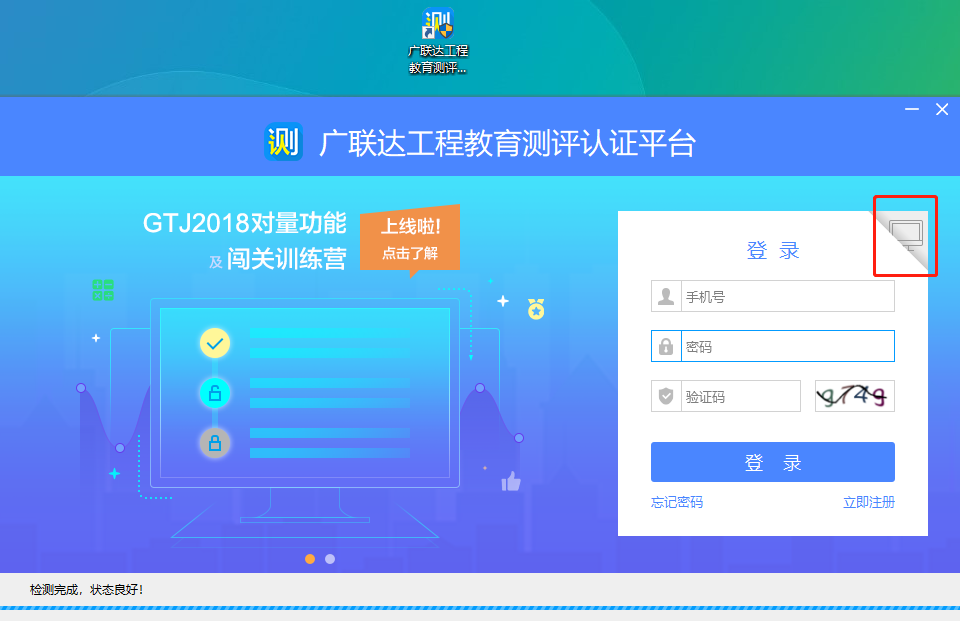 测
广联达工程
教育测评...
测 广联达工程教育测评认证平台
GTJ2018对量功能
及 闯关训练营
上线啦!
点击了解
登 录
手机号
密码
验证码
登 录
忘记密码 立即注册
检测完成，状态良好!